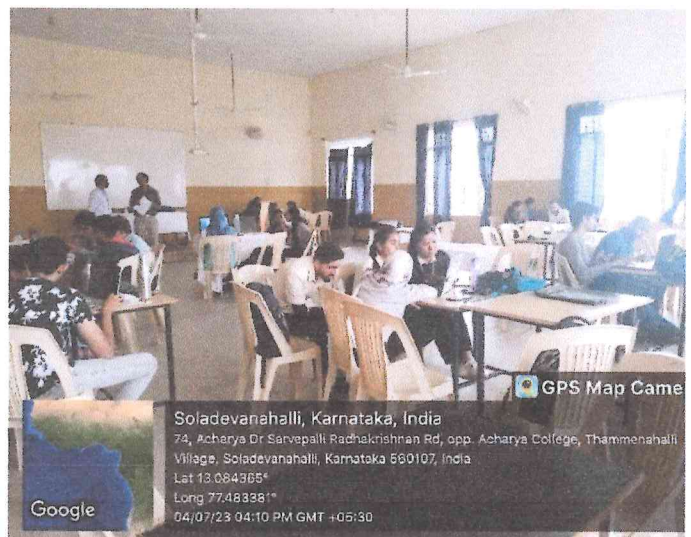 GPS Map Came
Soladevanahalli, Karnataka, India
74, Acharya Dr Sarvepalli Radhakrishnan Rd, opp. Acharya College, Thammenahalli
Village, Soladevanahalli, Karnataka 560107, India
Lat 13.084365°
Long 77.483381°
04/07/23 04:10 PM GMT +05:30
Google